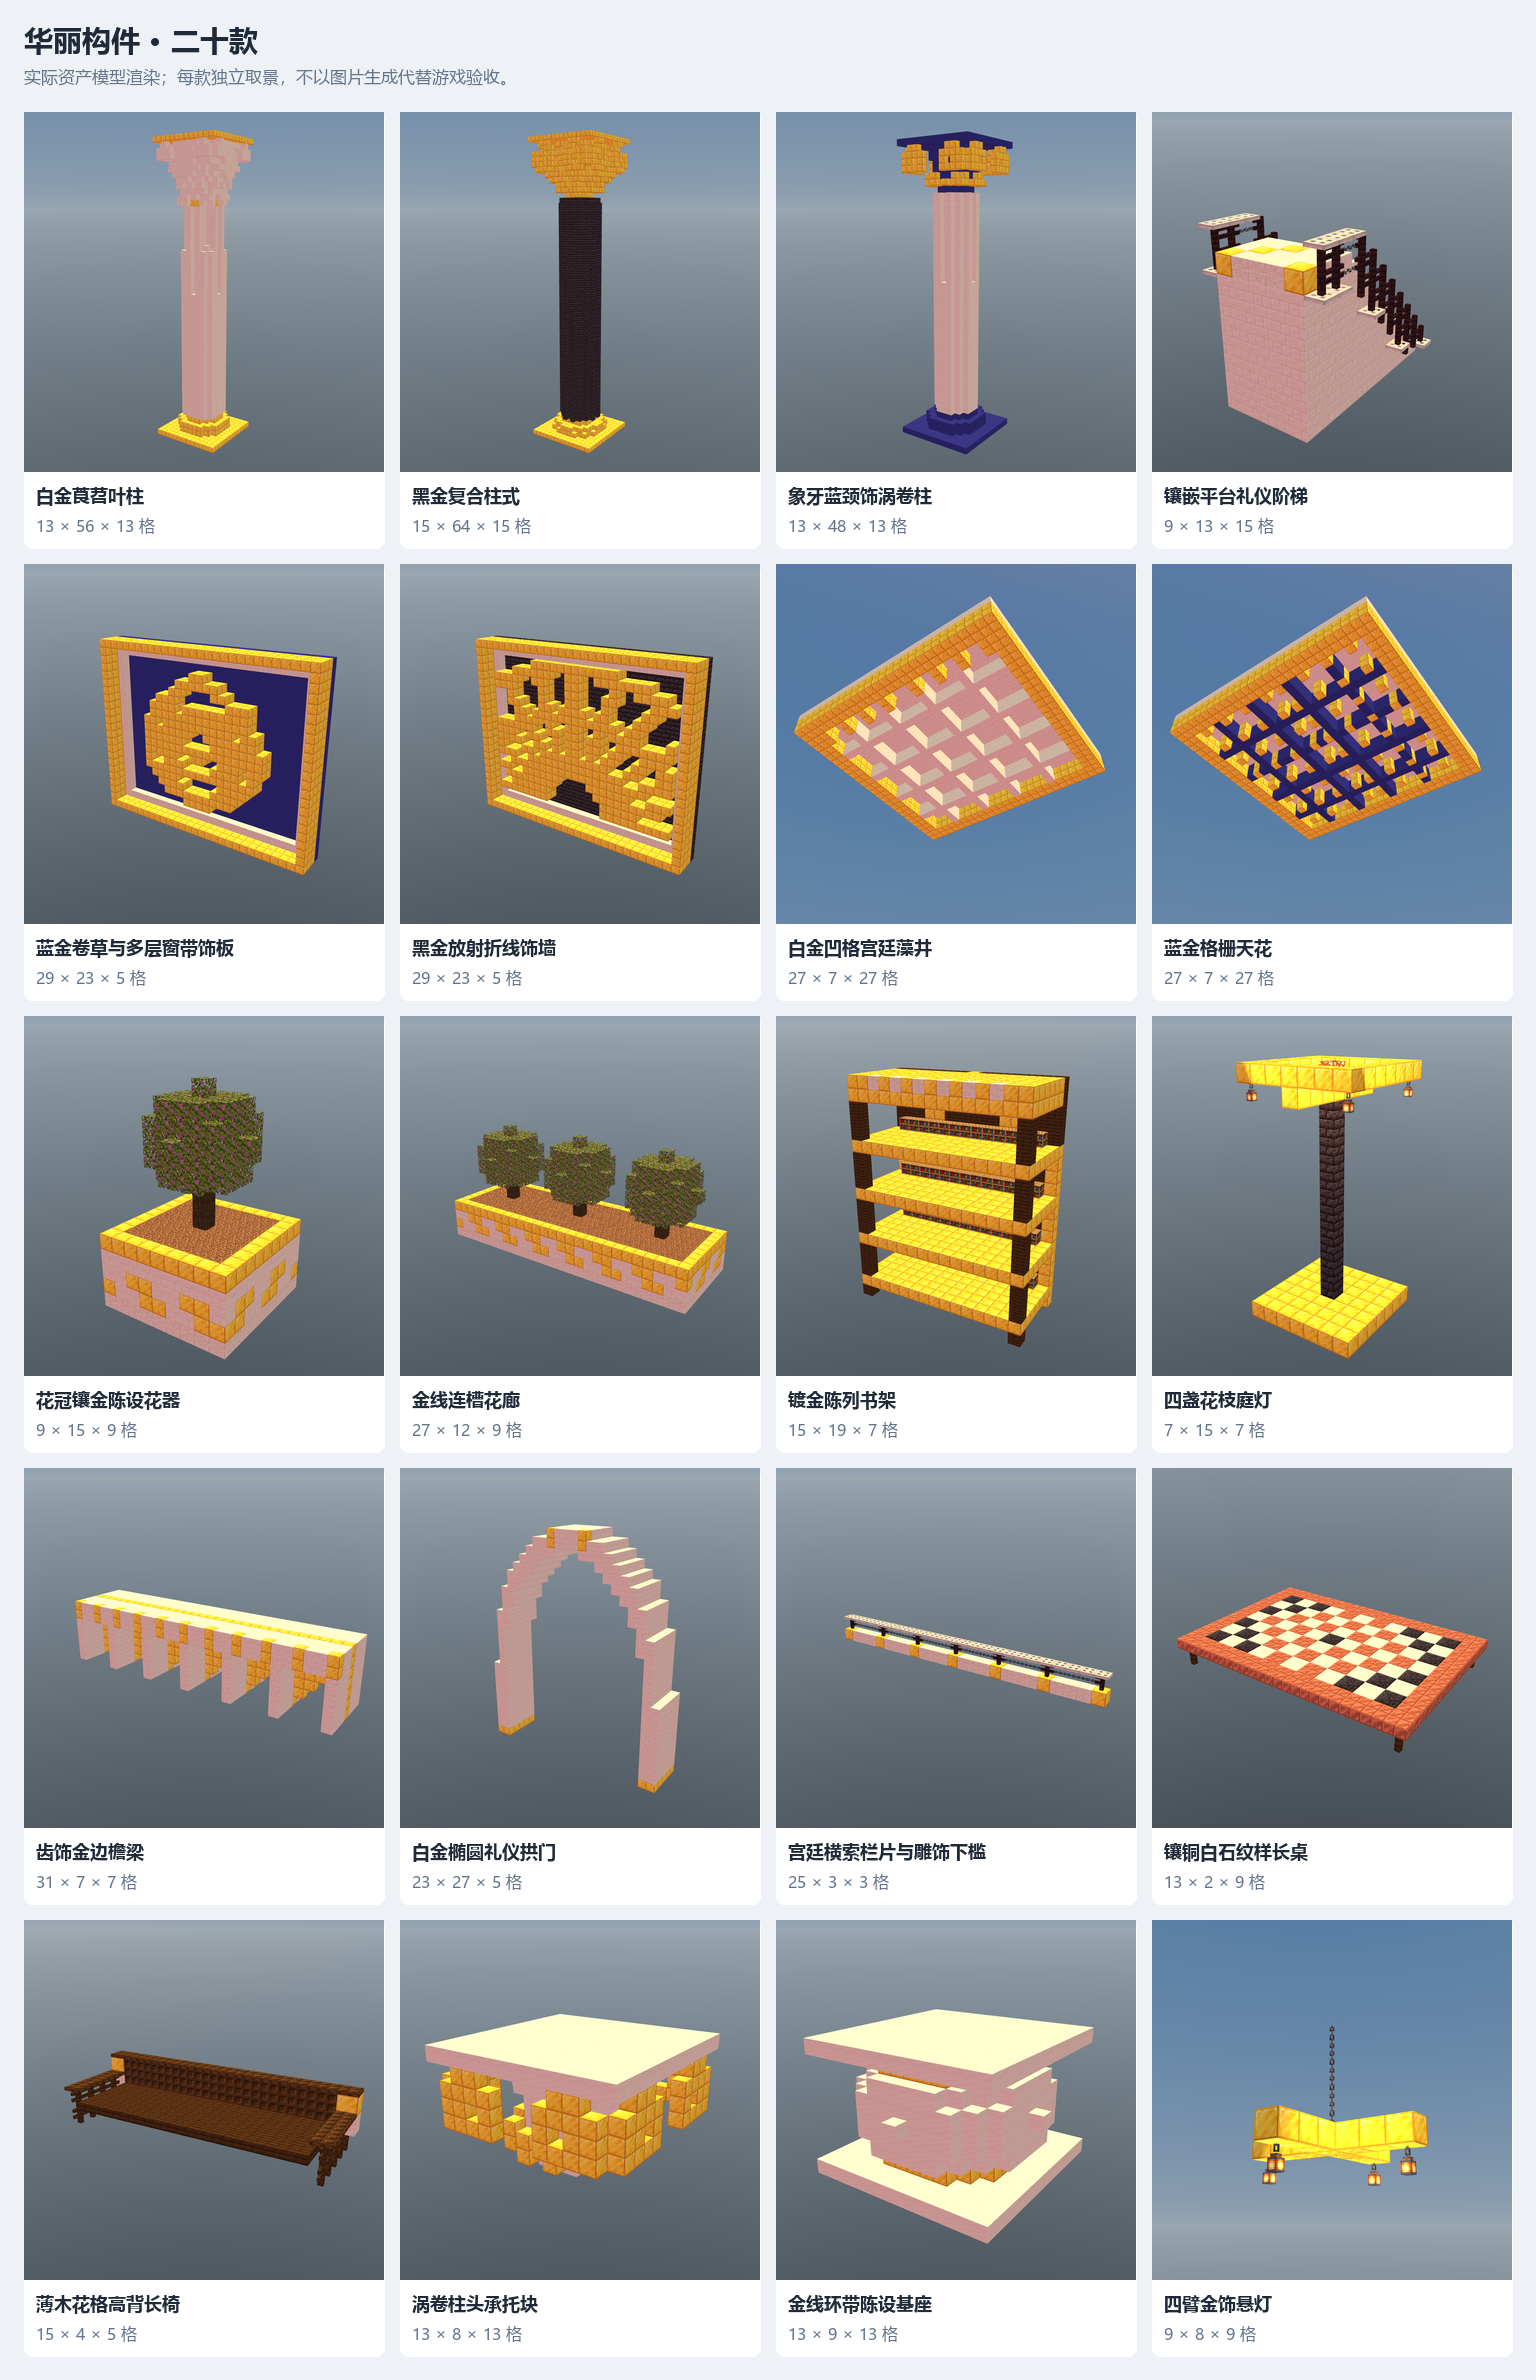 华丽构件 · 二十款
实际资产模型渲染；每款独立取景，不以图片生成代替游戏验收。
白金莨苕叶柱
13 × 56 × 13 格
黑金复合柱式
15 × 64 × 15 格
象牙蓝颈饰涡卷柱
13 × 48 × 13 格
镶嵌平台礼仪阶梯
9 × 13 × 15 格
蓝金卷草与多层窗带饰板
29 × 23 × 5 格
黑金放射折线饰墙
29 × 23 × 5 格
白金凹格宫廷藻井
27 × 7 × 27 格
蓝金格栅天花
27 × 7 × 27 格
花冠镶金陈设花器
9 × 15 × 9 格
金线连槽花廊
27 × 12 × 9 格
镀金陈列书架
15 × 19 × 7 格
四盏花枝庭灯
7 × 15 × 7 格
齿饰金边檐梁
31 × 7 × 7 格
白金椭圆礼仪拱门
23 × 27 × 5 格
宫廷横索栏片与雕饰下槛
25 × 3 × 3 格
镶铜白石纹样长桌
13 × 2 × 9 格
薄木花格高背长椅
15 × 4 × 5 格
涡卷柱头承托块
13 × 8 × 13 格
金线环带陈设基座
13 × 9 × 13 格
四臂金饰悬灯
9 × 8 × 9 格